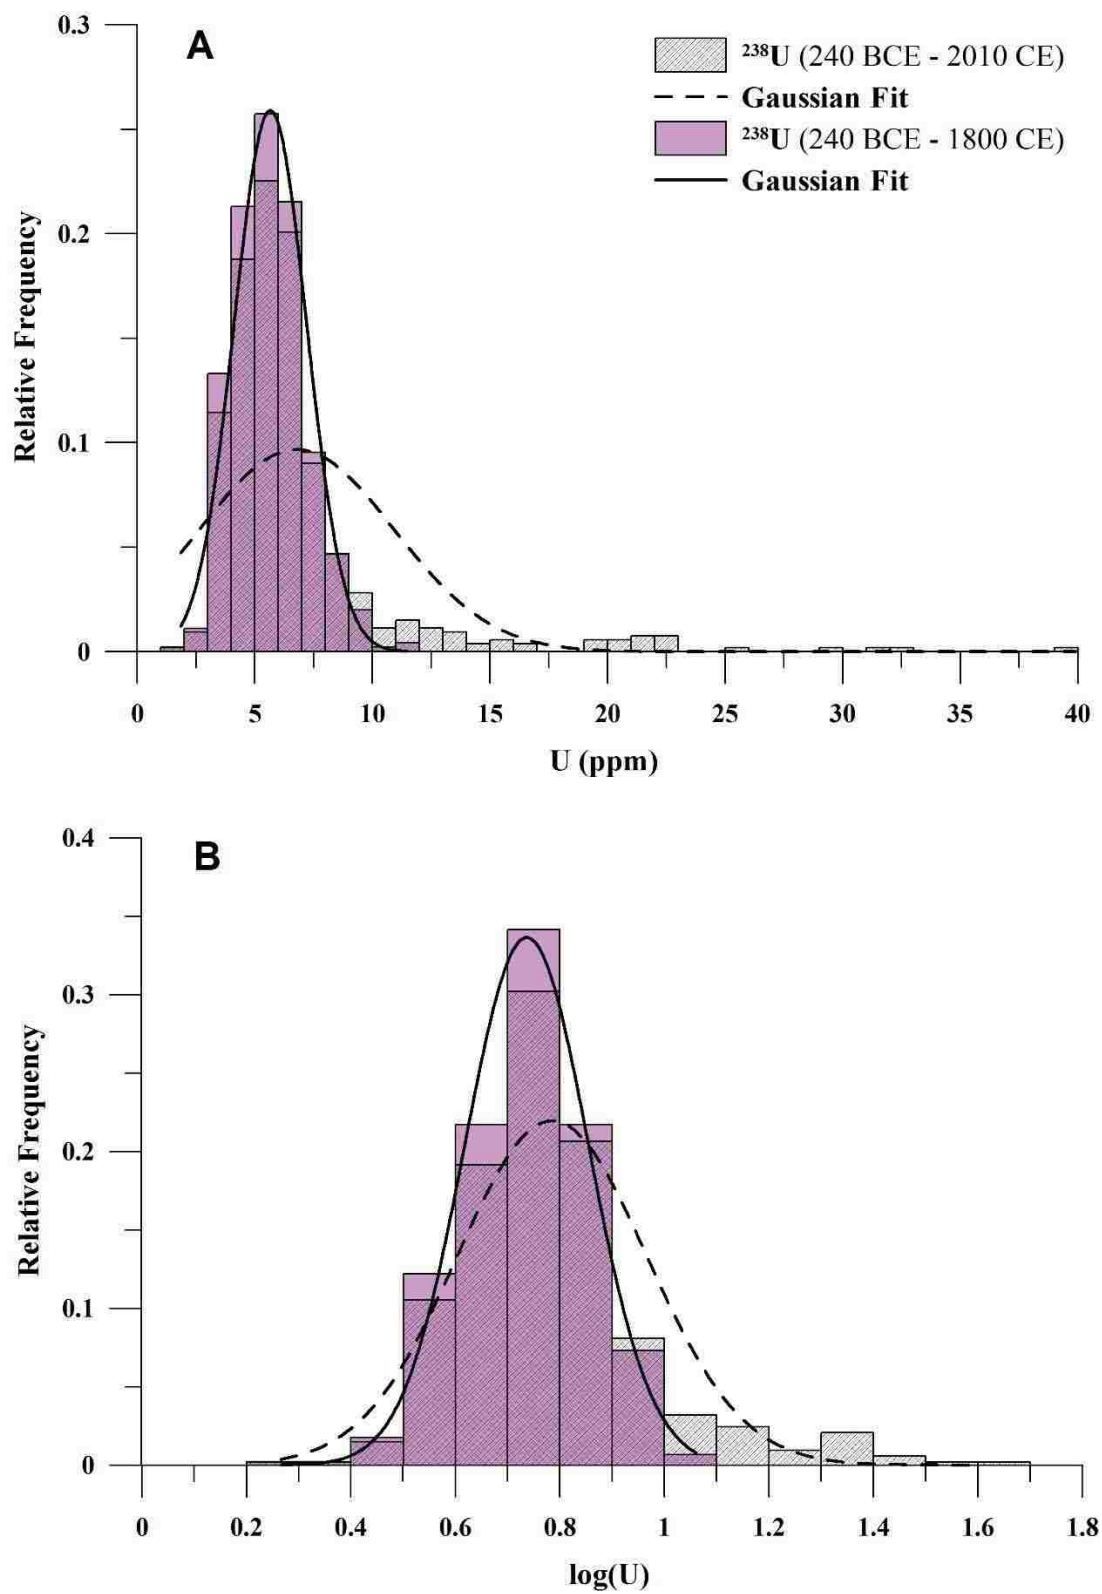 0.3
A
²³⁸U (240 BCE - 2010 CE)
Gaussian Fit
²³⁸U (240 BCE - 1800 CE)
Gaussian Fit
0.2
Relative Frequency
0.1
0
0 5 10 15 20 25 30 35 40
U (ppm)
0.4
B
0.3
Relative Frequency
0.2
0.1
0
0 0.2 0.4 0.6 0.8 1 1.2 1.4 1.6 1.8
log(U)